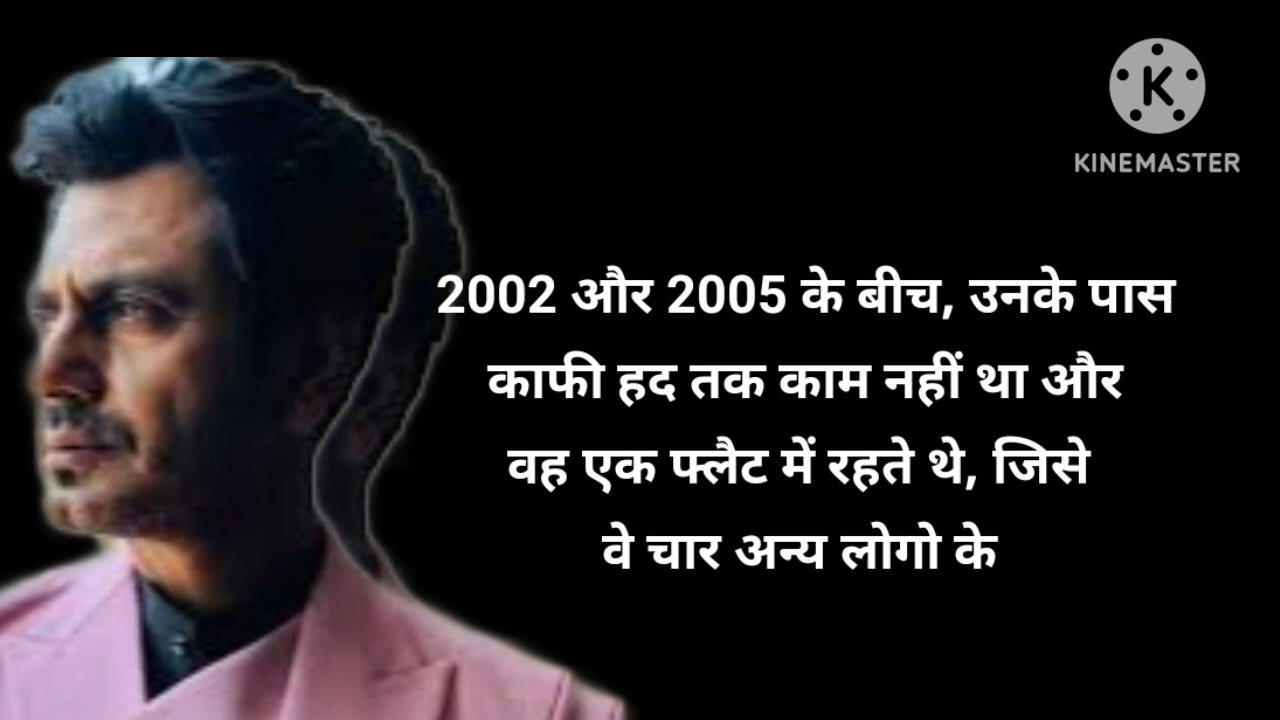 KINEMASTER
2002 और 2005 के बीच, उनके पास
काफी हद तक काम नहीं था और
वह एक फ्लैट में रहते थे, जिसे
वे चार अन्य लोगो के